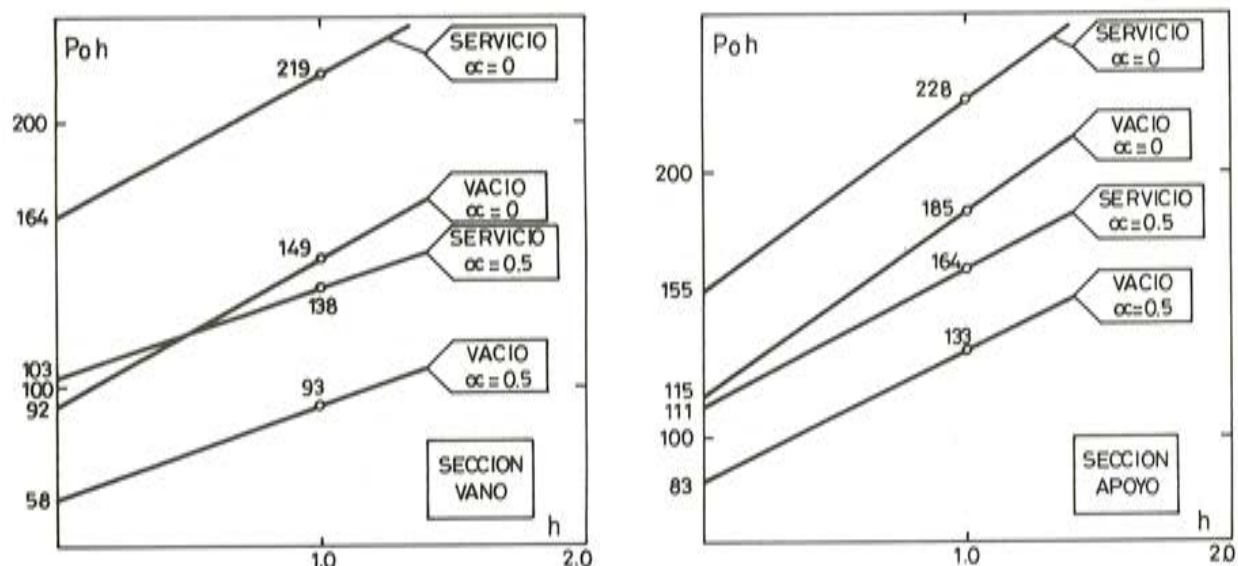 Poh
SERVICIO
α=0
219
200
VACIO
α=0
164
149
SERVICIO
α=0.5
138
103
100
92
VACIO
α=0.5
93
SECCION
VANO
58
h
1.0
2.0
Poh
SERVICIO
α=0
228
VACIO
α=0
200
185
SERVICIO
α=0.5
164
155
VACIO
α=0.5
133
115
111
100
SECCION
APOYO
83
h
1.0
2.0